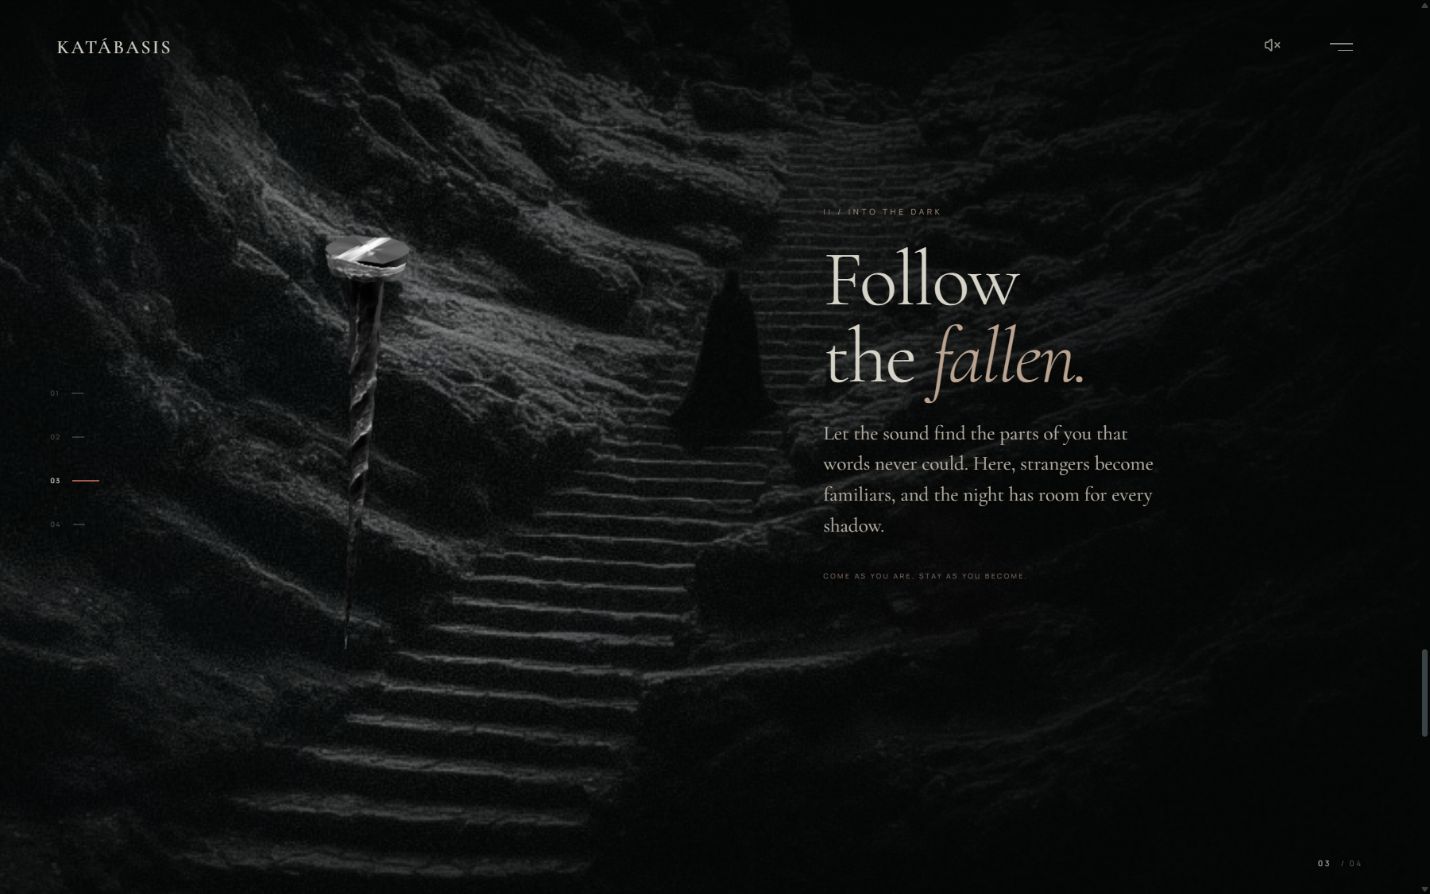 KATÁBASIS
II / INTO THE DARK
Follow
the fallen.
Let the sound find the parts of you that
words never could. Here, strangers become
familiars, and the night has room for every
shadow.
COME AS YOU ARE. STAY AS YOU BECOME.
01
02
03
04
03 / 04